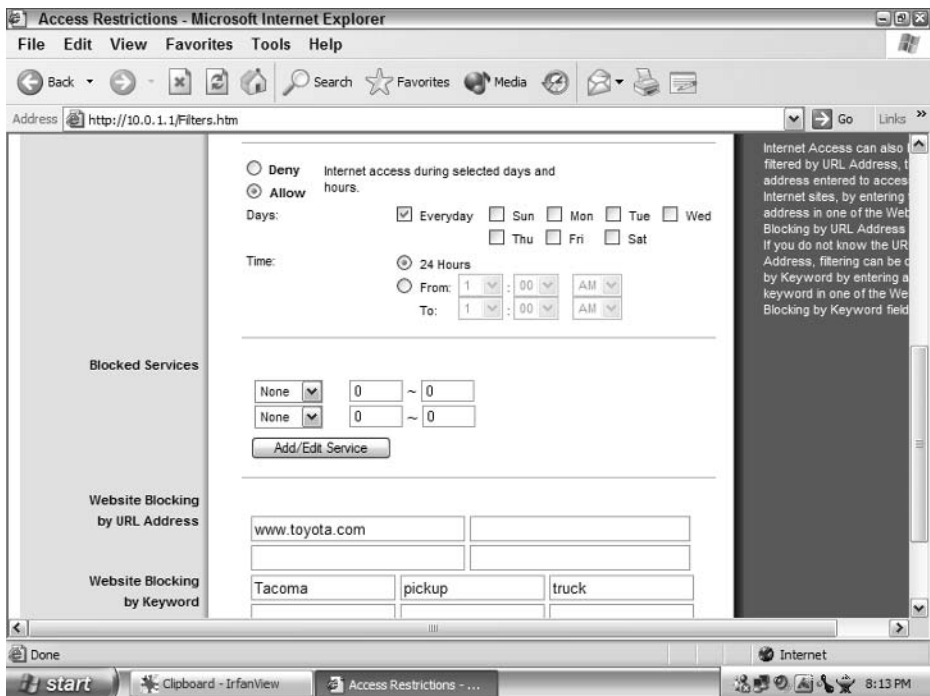 Access Restrictions - Microsoft Internet Explorer
File Edit View Favorites Tools Help
Back Search Favorites Media
Address http://10.0.1.1/Filters.htm Go Links »
Deny Internet access during selected days and
Allow hours.
Days: Everyday Sun Mon Tue Wed
Thu Fri Sat
Time: 24 Hours
From: 1 : 00 AM
To: 1 : 00 AM
Blocked Services
None 0 ~ 0
None 0 ~ 0
Add/Edit Service
Website Blocking
by URL Address
www.toyota.com
Website Blocking
by Keyword
Tacoma pickup truck
Internet Access can also
filtered by URL Address, t
address entered to acces
Internet sites, by entering
address in one of the Web
Blocking by URL Address
If you do not know the UR
Address, filtering can be
by Keyword by entering a
keyword in one of the We
Blocking by Keyword field
Done Internet
start Clipboard - IrfanView Access Restrictions - ... 8:13 PM